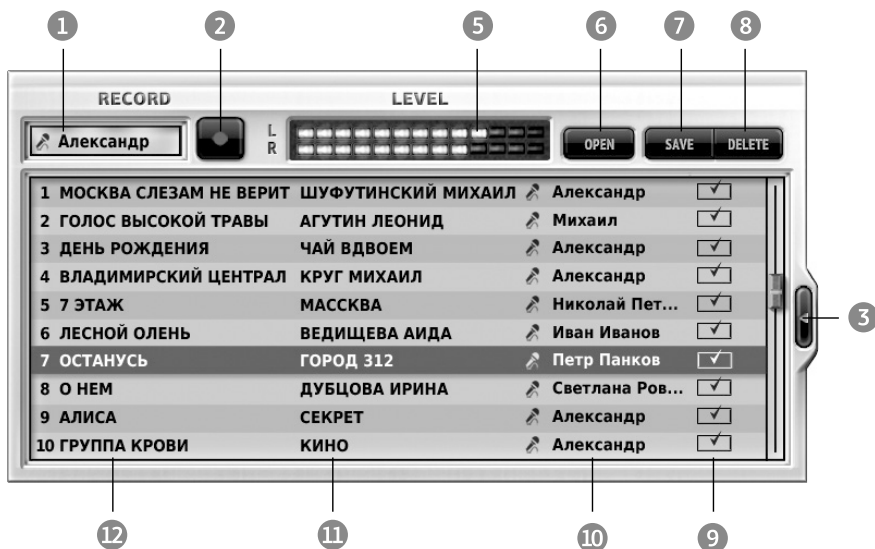 1 2 5 6 7 8
RECORD LEVEL
Александр L R OPEN SAVE DELETE
1 МОСКВА СЛЕЗАМ НЕ ВЕРИТ ШУФУТИНСКИЙ МИХАИЛ Александр
2 ГОЛОС ВЫСОКОЙ ТРАВЫ АГУТИН ЛЕОНИД Михаил
3 ДЕНЬ РОЖДЕНИЯ ЧАЙ ВДВОЕМ Александр
4 ВЛАДИМИРСКИЙ ЦЕНТРАЛ КРУГ МИХАИЛ Александр
5 7 ЭТАЖ МАССКВА Николай Пет...
3
6 ЛЕСНОЙ ОЛЕНЬ ВЕДИЩЕВА АИДА Иван Иванов
7 ОСТАНУСЬ ГОРОД 312 Петр Панков
8 О НЕМ ДУБЦОВА ИРИНА Светлана Ров...
9 АЛИСА СЕКРЕТ Александр
10 ГРУППА КРОВИ КИНО Александр
12 11 10 9